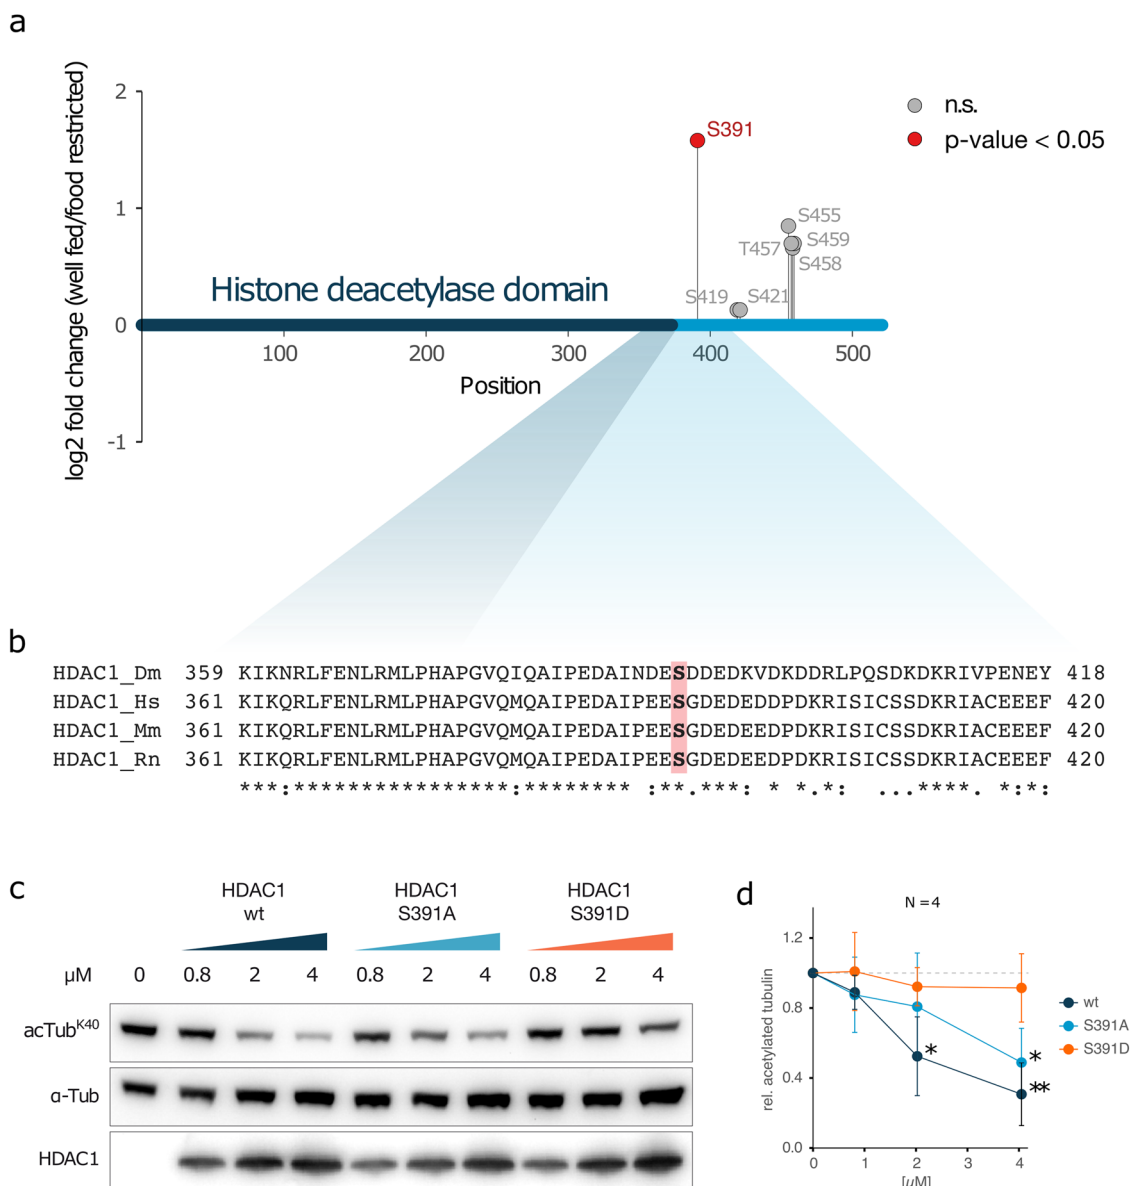 a
log2 fold change (well fed/food restricted)
2
1
0
-1
S391
n.s.
p-value < 0.05
S455
T457
S459
S458
S419
S421
Histone deacetylase domain
100
200
300
400
500
Position
b
HDAC1_Dm 359 KIKNRLFENLRMLPHAPGVQIQAIPEDAINDESDDEDKVDKDDRLPQSDKDKRIVPENEY 418
HDAC1_Hs 361 KIKQRLFENLRMLPHAPGVQMQAIPEDAIPEESGDEDEDDPDKRISICSSDKRIACEEEF 420
HDAC1_Mm 361 KIKQRLFENLRMLPHAPGVQMQAIPEDAIPEESGDEDEDDPDKRISICSSDKRIACEEEF 420
HDAC1_Rn 361 KIKQRLFENLRMLPHAPGVQMQAIPEDAIPEESGDEDEEDPDKRISICSSDKRIACEEEF 420
***:****************:******** :**.***: * *.*:  ...****. *:*:
c
HDAC1 wt
HDAC1 S391A
HDAC1 S391D
µM 0 0.8 2 4 0.8 2 4 0.8 2 4
acTubK40
α-Tub
HDAC1
d
N = 4
rel. acetylated tubulin
1.2
0.8
0.4
0.0
*
*
**
wt
S391A
S391D
0 1 2 3 4
[µM]